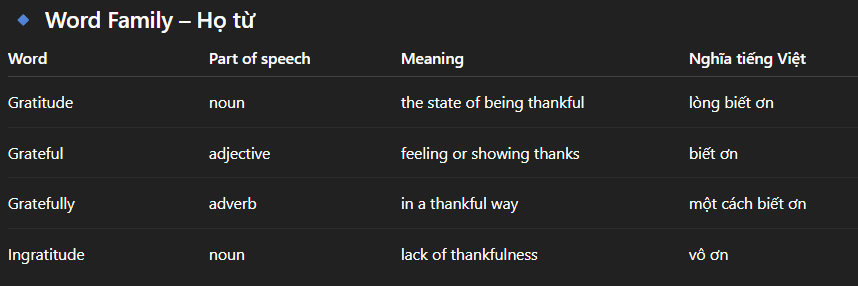 Word Family – Họ từ
Word Part of speech Meaning Nghĩa tiếng Việt
Gratitude noun the state of being thankful lòng biết ơn
Grateful adjective feeling or showing thanks biết ơn
Gratefully adverb in a thankful way một cách biết ơn
Ingratitude noun lack of thankfulness vô ơn